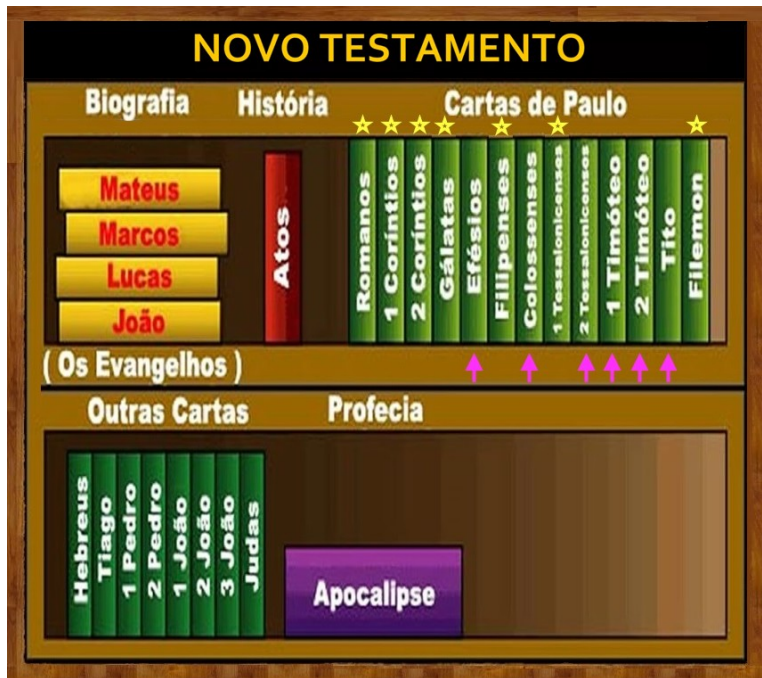 NOVO TESTAMENTO
Biografia
História
Cartas de Paulo
Mateus
Marcos
Lucas
João
Atos
Romanos
1 Coríntios
2 Coríntios
Gálatas
Efésios
Filipenses
Colossenses
1 Tessalonicenses
2 Tessalonicenses
1 Timóteo
2 Timóteo
Tito
Filemon
( Os Evangelhos )
Outras Cartas
Profecia
Hebreus
Tiago
1 Pedro
2 Pedro
1 João
2 João
3 João
Judas
Apocalipse